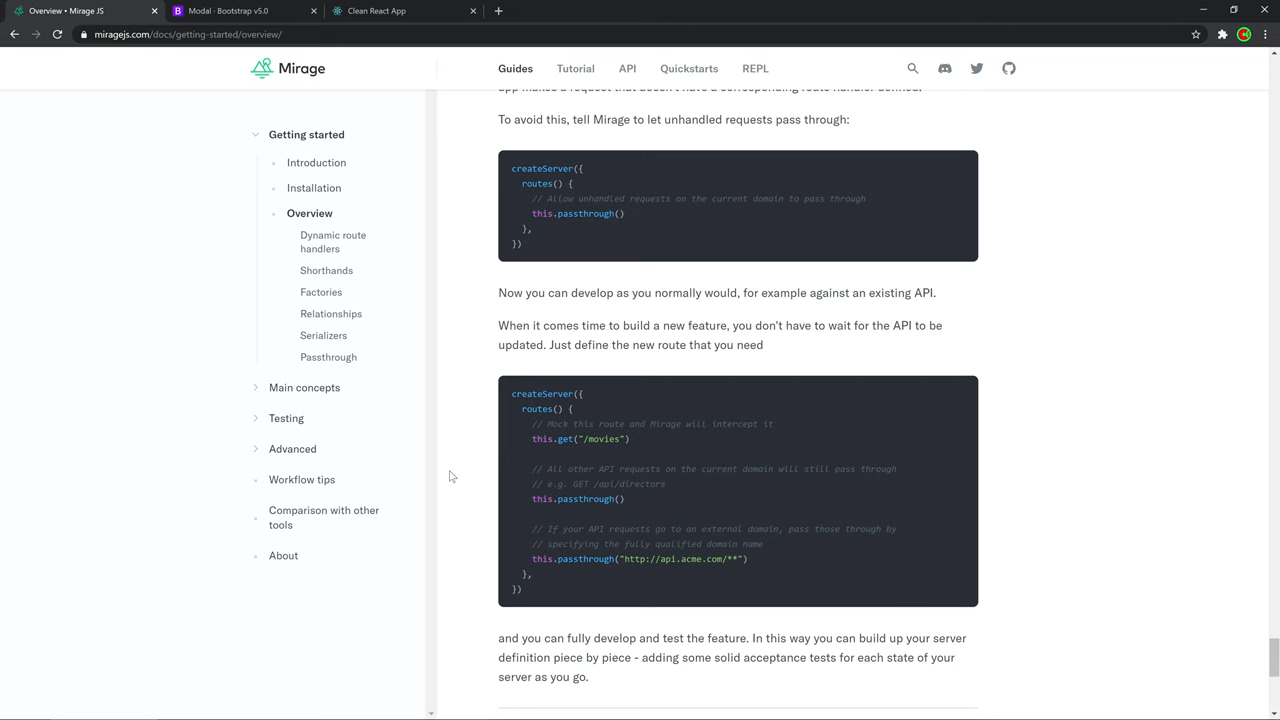 Overview • Mirage JS
Modal · Bootstrap v5.0
Clean React App
miragejs.com/docs/getting-started/overview/
Mirage
Guides
Tutorial
API
Quickstarts
REPL
Getting started
Introduction
Installation
Overview
Dynamic route
handlers
Shorthands
Factories
Relationships
Serializers
Passthrough
Main concepts
Testing
Advanced
Workflow tips
Comparison with other
tools
About
app makes a request that doesn't have a corresponding route handler defined.
To avoid this, tell Mirage to let unhandled requests pass through:
createServer({
routes() {
// Allow unhandled requests on the current domain to pass through
this.passthrough()
},
})
Now you can develop as you normally would, for example against an existing API.
When it comes time to build a new feature, you don't have to wait for the API to be
updated. Just define the new route that you need
createServer({
routes() {
// Mock this route and Mirage will intercept it
this.get("/movies")
// All other API requests on the current domain will still pass through
// e.g. GET /api/directors
this.passthrough()
// If your API requests go to an external domain, pass those through by
// specifying the fully qualified domain name
this.passthrough("http://api.acme.com/**")
},
})
and you can fully develop and test the feature. In this way you can build up your server
definition piece by piece - adding some solid acceptance tests for each state of your
server as you go.